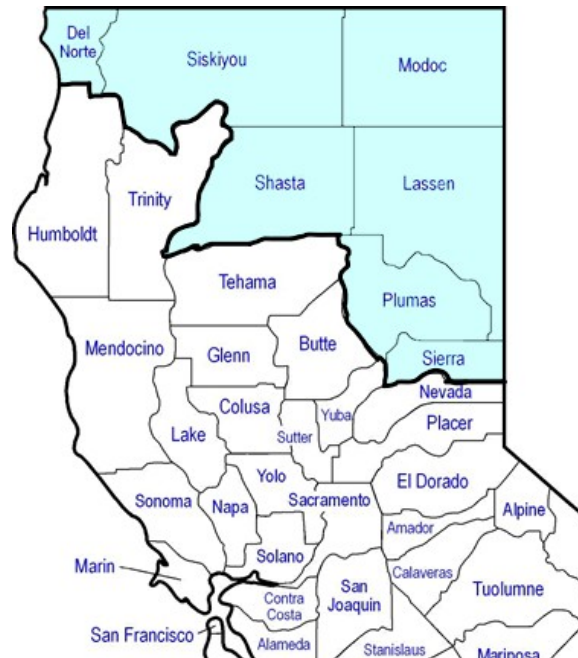 Del
Norte
Siskiyou
Modoc
Shasta
Lassen
Trinity
Humboldt
Tehama
Plumas
Mendocino
Glenn
Butte
Sierra
Nevada
Colusa
Yuba
Placer
Lake
Sutter
Yolo
El Dorado
Sonoma
Napa
Sacramento
Alpine
Amador
Solano
Marin
Calaveras
Tuolumne
Contra
Costa
San
Joaquin
San Francisco
Alameda
Stanislaus
Mariposa